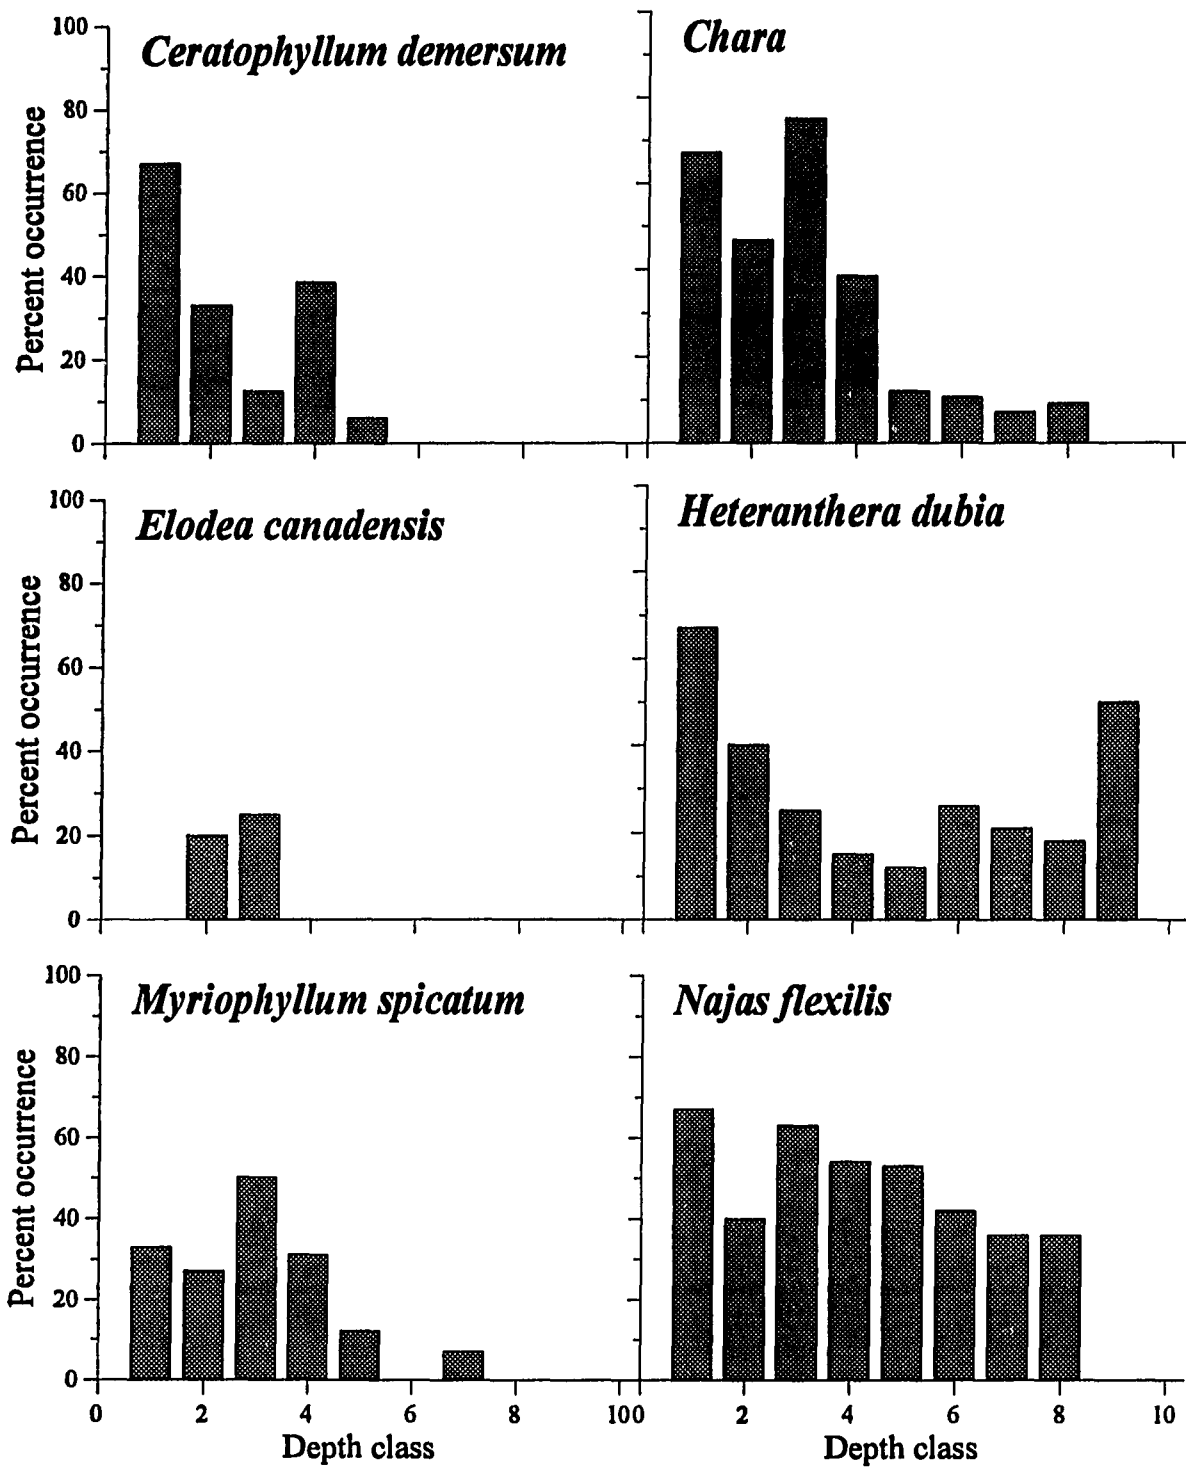 Ceratophyllum demersum
Percent occurrence
100
80
60
40
20
0
Chara
Elodea canadensis
Percent occurrence
100
80
60
40
20
0
Heteranthera dubia
Myriophyllum spicatum
Percent occurrence
100
80
60
40
20
0
0 2 4 6 8 100
Depth class
Najas flexilis
2 4 6 8 10
Depth class